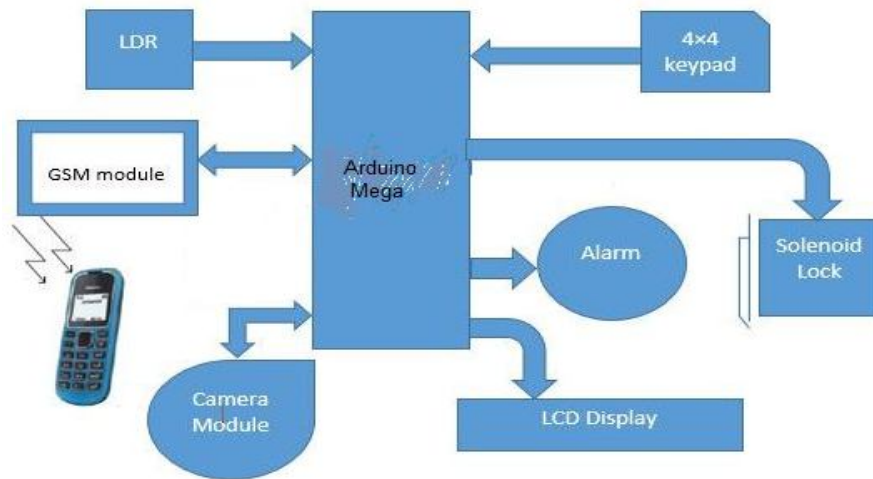 LDR
4×4
keypad
GSM module
Arduino
Mega
Alarm
Solenoid
Lock
Camera
Module
LCD Display